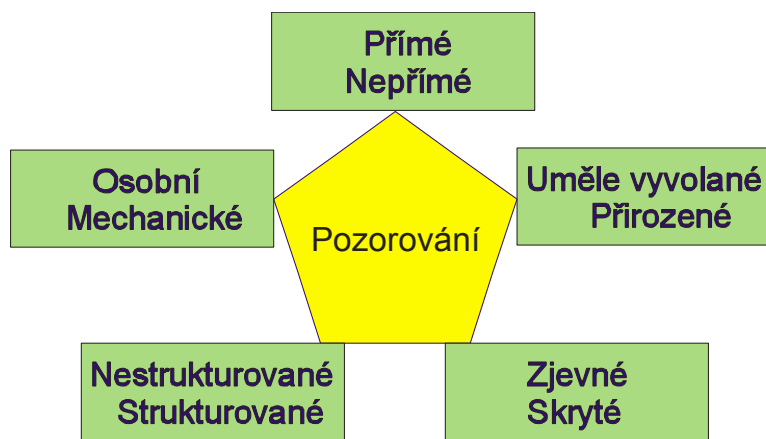 Přímé
Nepřímé
Osobní
Mechanické
Uměle vyvolané
Přirozené
Pozorování
Nestrukturované
Strukturované
Zjevné
Skryté